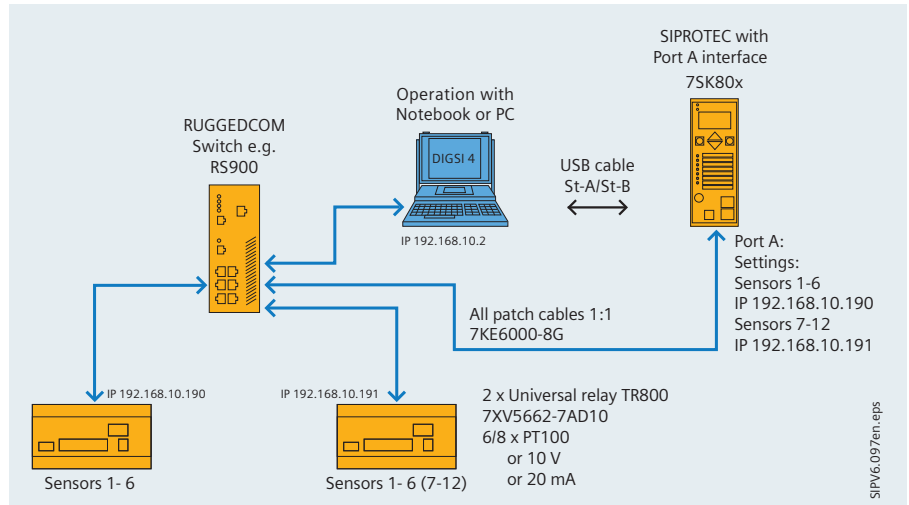 SIPROTEC with
Port A interface
7SK80x
Operation with
Notebook or PC
RUGGEDCOM
Switch e.g.
RS900
DIGSI 4
USB cable
St-A/St-B
IP 192.168.10.2
Port A:
Settings:
Sensors 1-6
IP 192.168.10.190
Sensors 7-12
IP 192.168.10.191
All patch cables 1:1
7KE6000-8G
IP 192.168.10.190
IP 192.168.10.191
2 x Universal relay TR800
7XV5662-7AD10
6/8 x PT100
or 10 V
or 20 mA
Sensors 1- 6
Sensors 1- 6 (7-12)
SIPV6.097en.eps